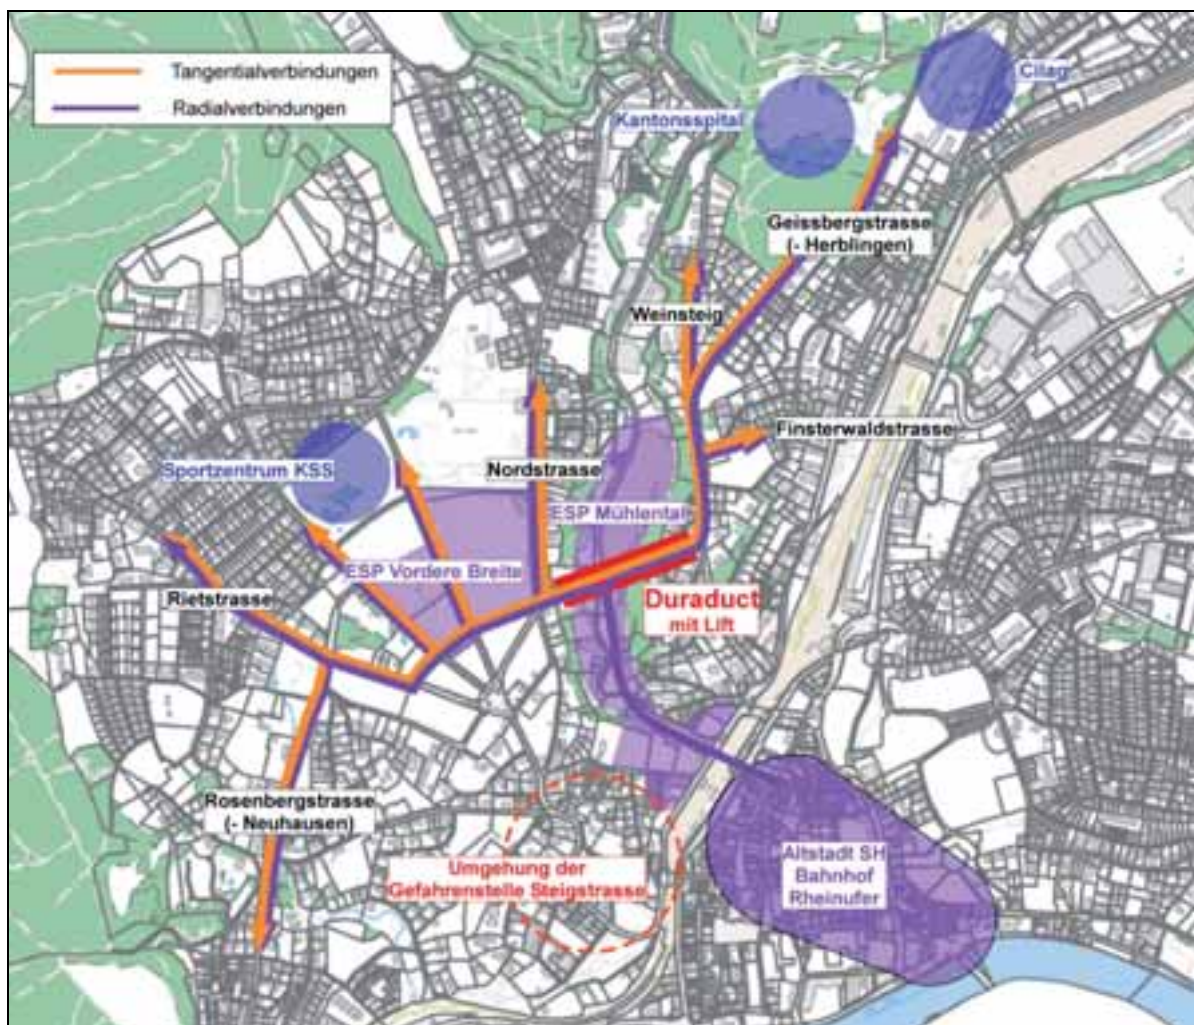 Tangentialverbindungen
Radialverbindungen
Cilag
Kantonsspital
Geissbergstrasse
(- Herblingen)
Weinsteig
Finsterwaldstrasse
Sportzentrum KSS
Nordstrasse
ESP Mühlental
ESP Vordere Breite
Rietstrasse
Duraduct
mit Lift
Rosenbergstrasse
(- Neuhausen)
Umgehung der
Gefahrenstelle Steigstrasse
Altstadt SH
Bahnhof
Rheinufer